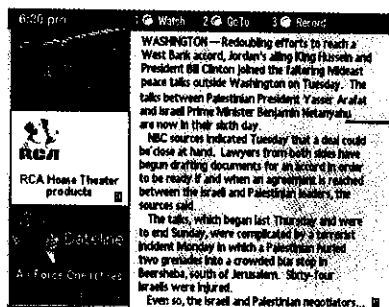 6:30 pm
1 Watch 2 GoTo 3 Record
WASHINGTON — Redoubling efforts to reach a
West Bank accord, Jordan's ailing King Hussein and
President Bill Clinton joined the faltering Mideast
peace talks outside Washington on Tuesday. The
talks between Palestinian President Yasser Arafat
and Israeli Prime Minister Benjamin Netanyahu
are now in their sixth day.
NBC sources indicated Tuesday that a deal could
be close at hand. Lawyers from both sides have
begun drafting documents for an accord in order
to be ready if and when an agreement is reached
between the Israeli and Palestinian leaders, the
sources said.
The talks, which began last Thursday and were
to end Sunday, were complicated by a terrorist
incident Monday in which a Palestinian hurled
two grenades into a crowded bus stop in
Beersheba, south of Jerusalem. Sixty-four
Israelis were injured.
Even so, the Israeli and Palestinian negotiators...
RCA
RCA Home Theater
products
Dateline
Air Force One